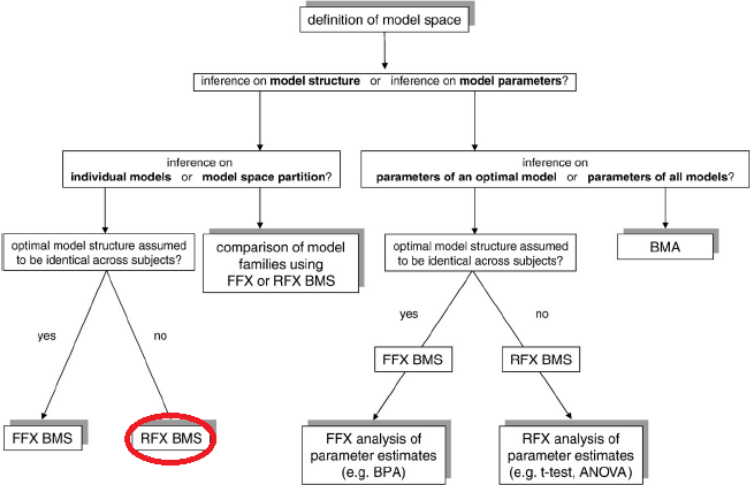 definition of model space
inference on model structure or inference on model parameters?
inference on
individual models or model space partition?
inference on
parameters of an optimal model or parameters of all models?
optimal model structure assumed
to be identical across subjects?
comparison of model
families using
FFX or RFX BMS
optimal model structure assumed
to be identical across subjects?
BMA
yes
no
yes
no
FFX BMS
RFX BMS
FFX BMS
RFX BMS
FFX analysis of
parameter estimates
(e.g. BPA)
RFX analysis of
parameter estimates
(e.g. t-test, ANOVA)